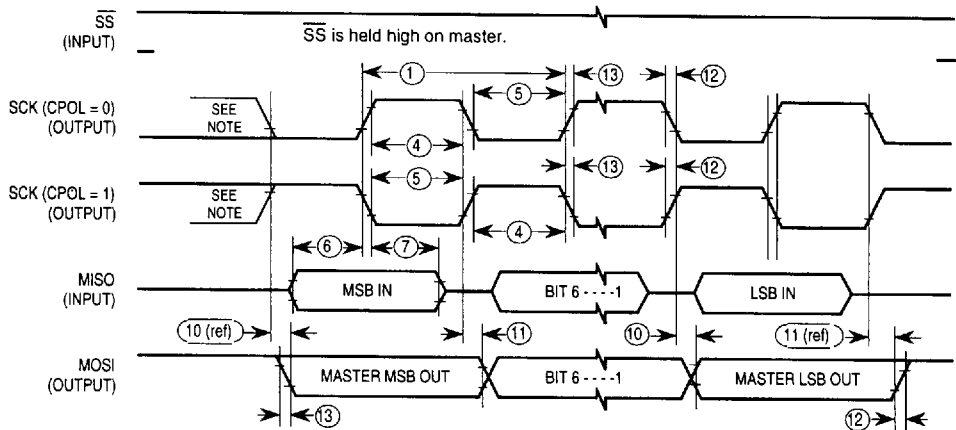 SS
(INPUT)
SS is held high on master.
1
13
12
SCK (CPOL = 0)
(OUTPUT)
SEE
NOTE
5
4
13
12
SCK (CPOL = 1)
(OUTPUT)
SEE
NOTE
5
4
6
7
MISO
(INPUT)
MSB IN
BIT 6 - - - - -1
LSB IN
10 (ref)
11
10
11 (ref)
MOSI
(OUTPUT)
MASTER MSB OUT
BIT 6 - - - - -1
MASTER LSB OUT
13
12